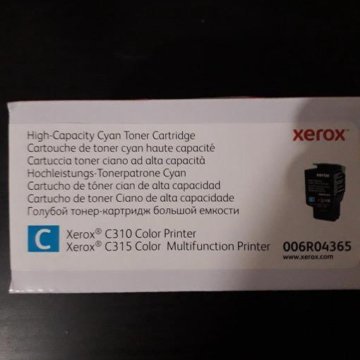 xerox™
High-Capacity Cyan Toner Cartridge
Cartouche de toner cyan haute capacité
Cartuccia toner ciano ad alta capacità
Hochleistungs-Tonerpatrone Cyan
Cartucho de tóner cian de alta capacidad
Cartucho de toner Ciano de alta capacidade
Голубой тонер-картридж большой емкости
C
Xerox® C310 Color Printer
Xerox® C315 Color Multifunction Printer
006R04365
www.xerox.com